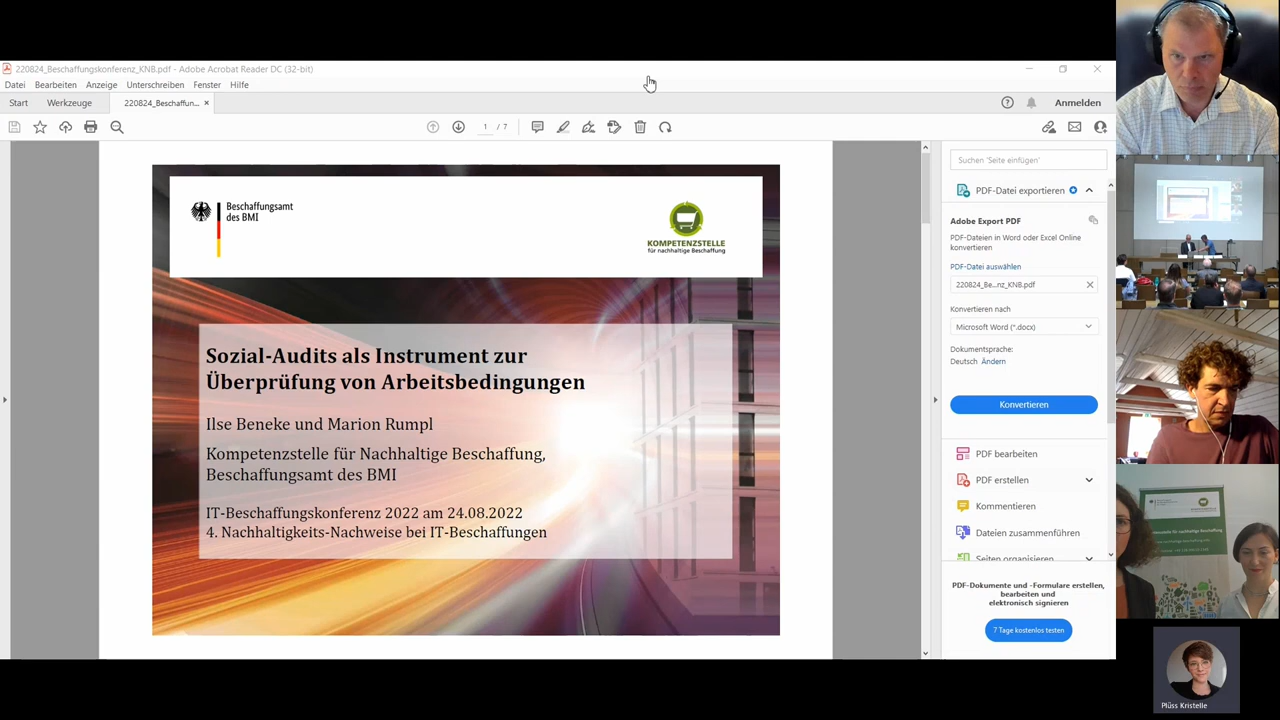 220824_Beschaffungskonferenz_KNB.pdf - Adobe Acrobat Reader DC (32-bit)
Datei Bearbeiten Anzeige Unterschreiben Fenster Hilfe
Start Werkzeuge 220824_Beschaffun... Anmelden
1 / 7
Beschaffungsamt
des BMI
KOMPETENZSTELLE
für nachhaltige Beschaffung
Sozial-Audits als Instrument zur
Überprüfung von Arbeitsbedingungen
Ilse Beneke und Marion Rumpl
Kompetenzstelle für Nachhaltige Beschaffung,
Beschaffungsamt des BMI
IT-Beschaffungskonferenz 2022 am 24.08.2022
4. Nachhaltigkeits-Nachweise bei IT-Beschaffungen
Suchen 'Seite einfügen'
PDF-Datei exportieren
Adobe Export PDF
PDF-Dateien in Word oder Excel Online
konvertieren
PDF-Datei auswählen
220824_Be...nz_KNB.pdf
Konvertieren nach
Microsoft Word (*.docx)
Dokumentsprache:
Deutsch Ändern
Konvertieren
PDF bearbeiten
PDF erstellen
Kommentieren
Dateien zusammenführen
Seiten organisieren
PDF-Dokumente und -Formulare erstellen,
bearbeiten und
elektronisch signieren
7 Tage kostenlos testen
Plüss Kristelle